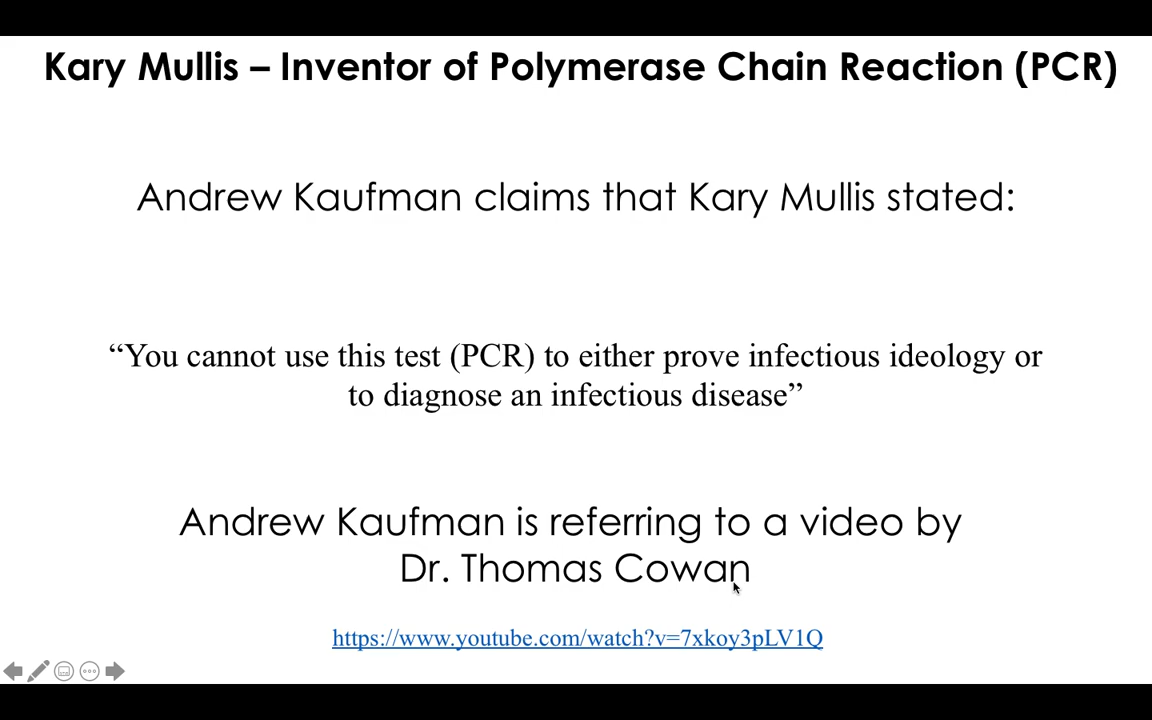 Kary Mullis – Inventor of Polymerase Chain Reaction (PCR)
Andrew Kaufman claims that Kary Mullis stated:
“You cannot use this test (PCR) to either prove infectious ideology or
to diagnose an infectious disease”
Andrew Kaufman is referring to a video by
Dr. Thomas Cowan
https://www.youtube.com/watch?v=7xkoy3pLV1Q